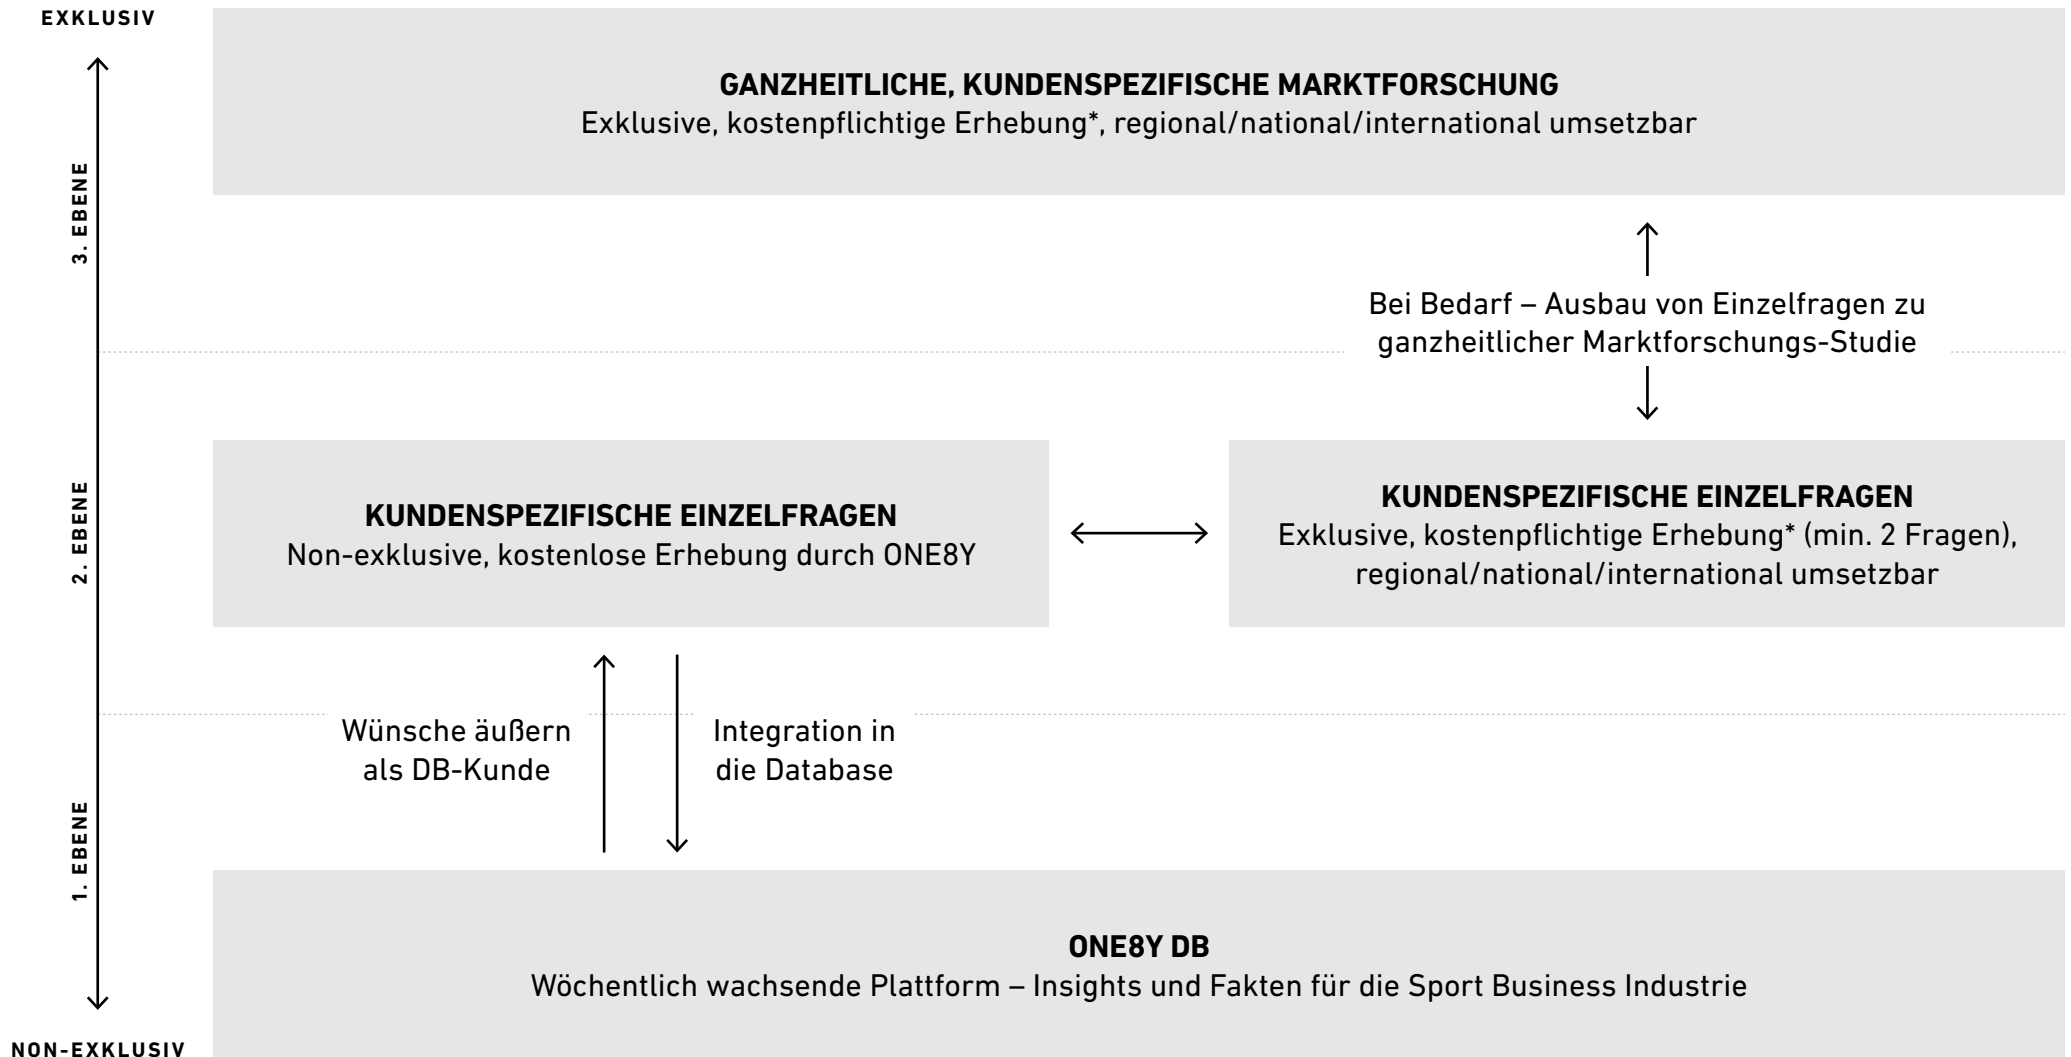 EXKLUSIV
GANZHEITLICHE, KUNDENSPEZIFISCHE MARKTFORSCHUNG
Exklusive, kostenpflichtige Erhebung*, regional/national/international umsetzbar
3. EBENE
Bei Bedarf – Ausbau von Einzelfragen zu
ganzheitlicher Marktforschungs-Studie
2. EBENE
KUNDENSPEZIFISCHE EINZELFRAGEN
Non-exklusive, kostenlose Erhebung durch ONE8Y
KUNDENSPEZIFISCHE EINZELFRAGEN
Exklusive, kostenpflichtige Erhebung* (min. 2 Fragen),
regional/national/international umsetzbar
Wünsche äußern
als DB-Kunde
Integration in
die Database
1. EBENE
ONE8Y DB
Wöchentlich wachsende Plattform – Insights und Fakten für die Sport Business Industrie
NON-EXKLUSIV